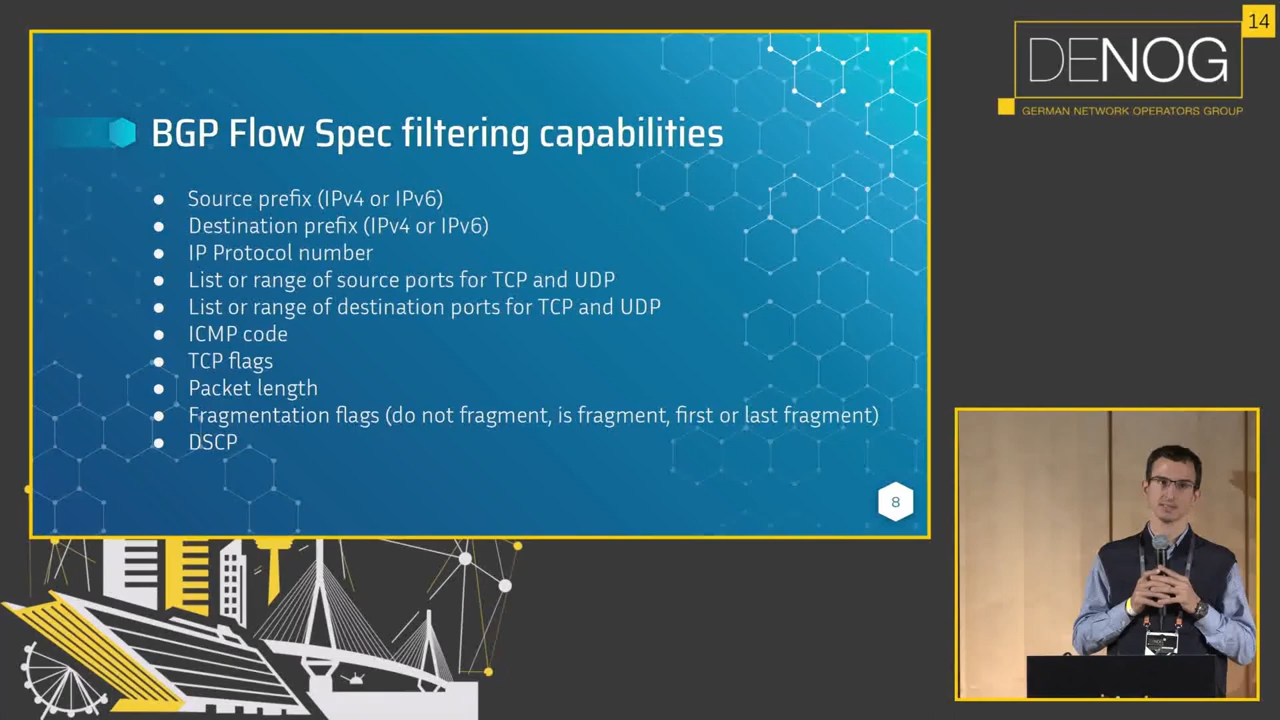 14
DENOG
GERMAN NETWORK OPERATORS GROUP
BGP Flow Spec filtering capabilities
● Source prefix (IPv4 or IPv6)
● Destination prefix (IPv4 or IPv6)
● IP Protocol number
● List or range of source ports for TCP and UDP
● List or range of destination ports for TCP and UDP
● ICMP code
● TCP flags
● Packet length
● Fragmentation flags (do not fragment, is fragment, first or last fragment)
● DSCP
8